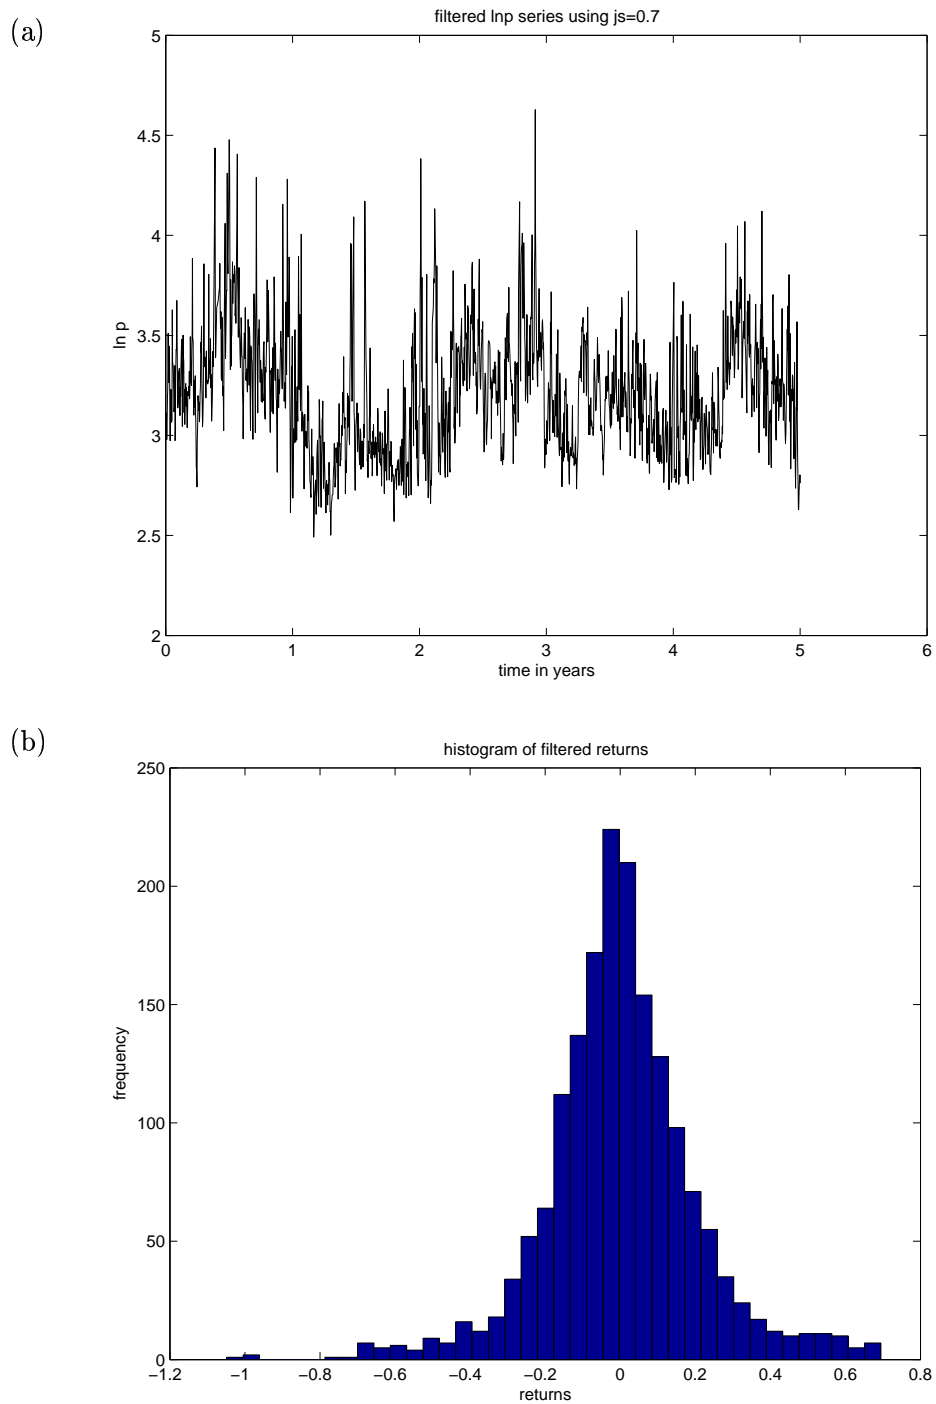 (a)
filtered lnp series using js=0.7
5
4.5
4
3.5
3
2.5
2
ln p
0 1 2 3 4 5 6
time in years
(b)
histogram of filtered returns
250
200
150
100
50
0
frequency
−1.2 −1 −0.8 −0.6 −0.4 −0.2 0 0.2 0.4 0.6 0.8
returns